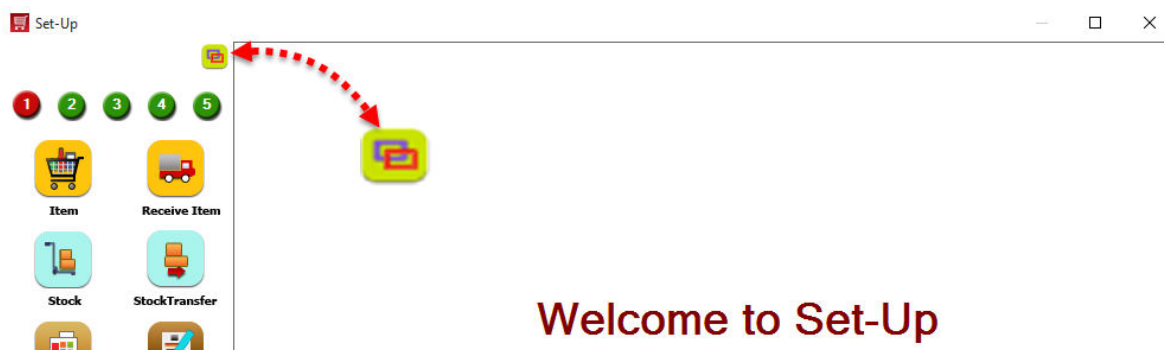 Set-Up
1 2 3 4 5
Item Receive Item
Stock StockTransfer
Welcome to Set-Up